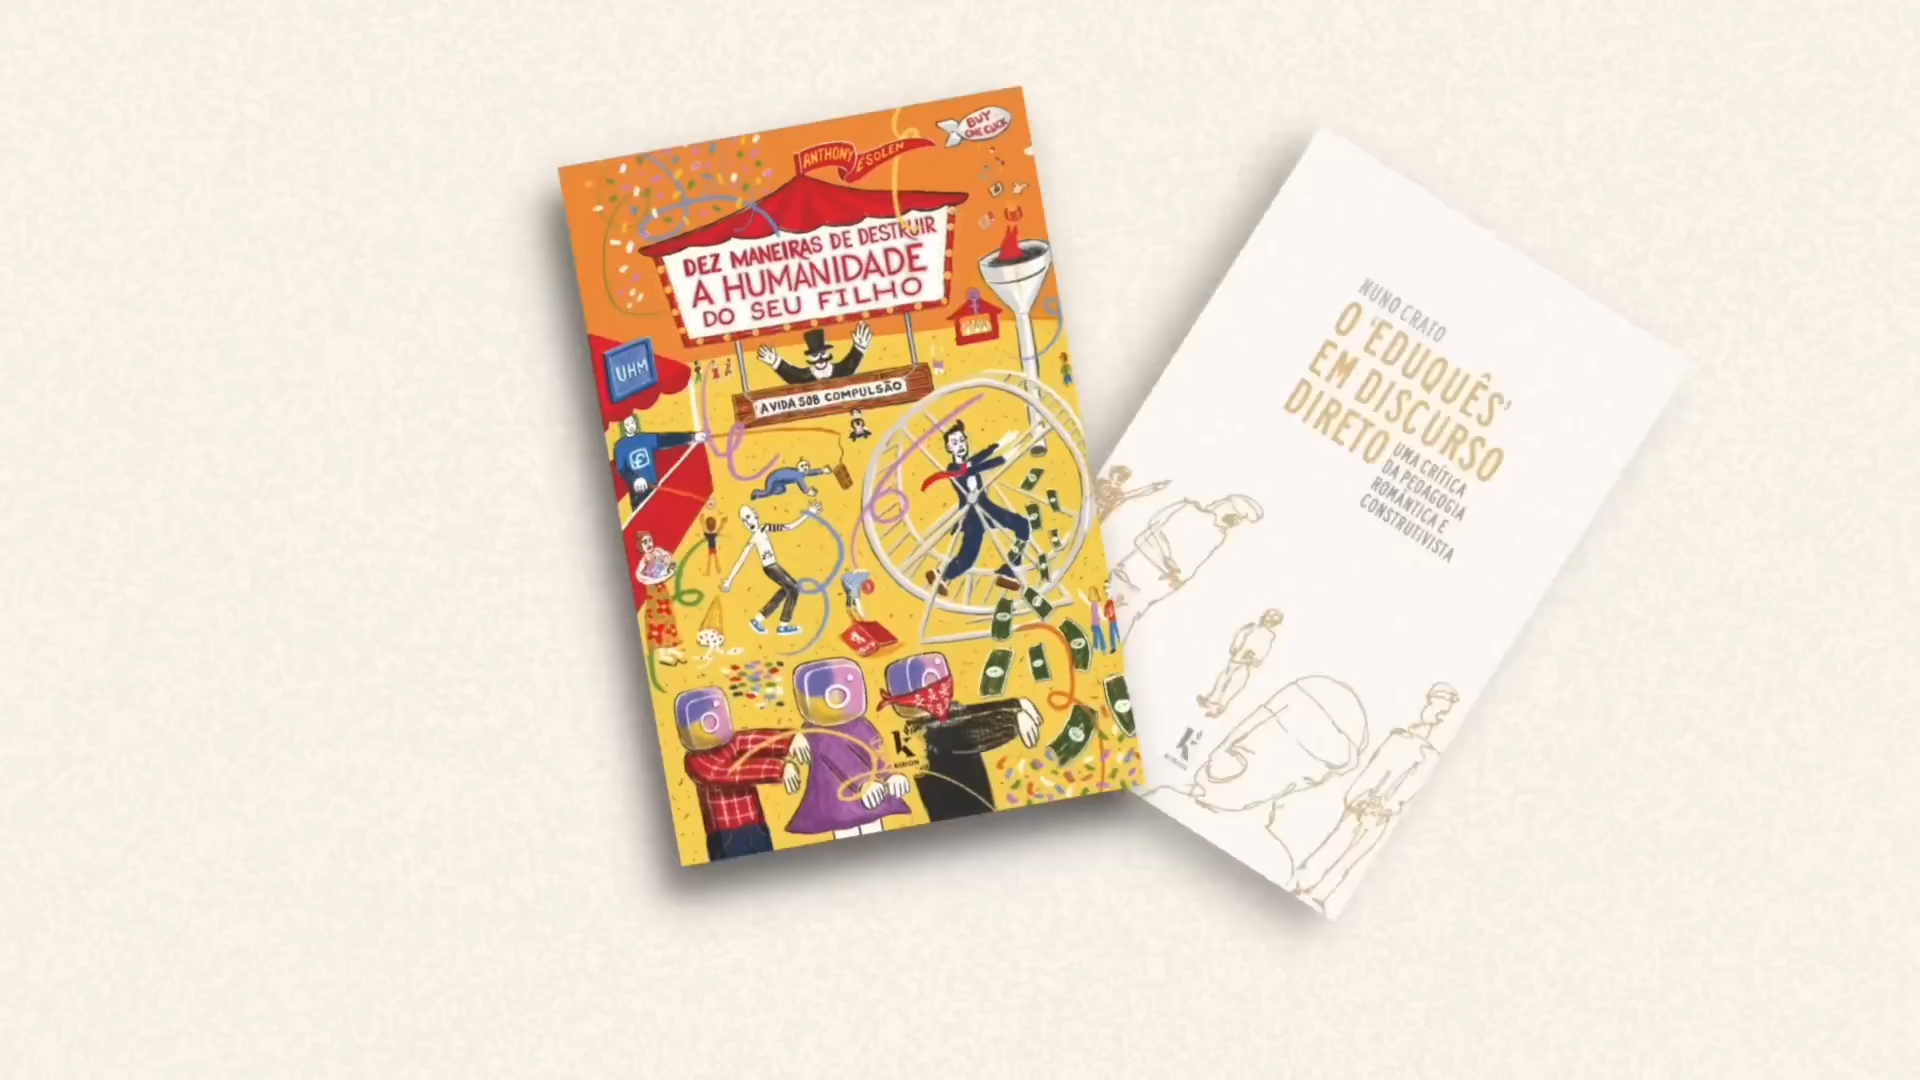 BUY
ONE CLICK
ANTHONY ESOLEN
DEZ MANEIRAS DE DESTRUIR
A HUMANIDADE
DO SEU FILHO
UHM
A VIDA SOB COMPULSÃO
KÍRION
NUNO CRATO
O 'EDUQUÊS'
EM DISCURSO
DIRETO
UMA CRÍTICA
DA PEDAGOGIA
ROMÂNTICA E
CONSTRUTIVISTA